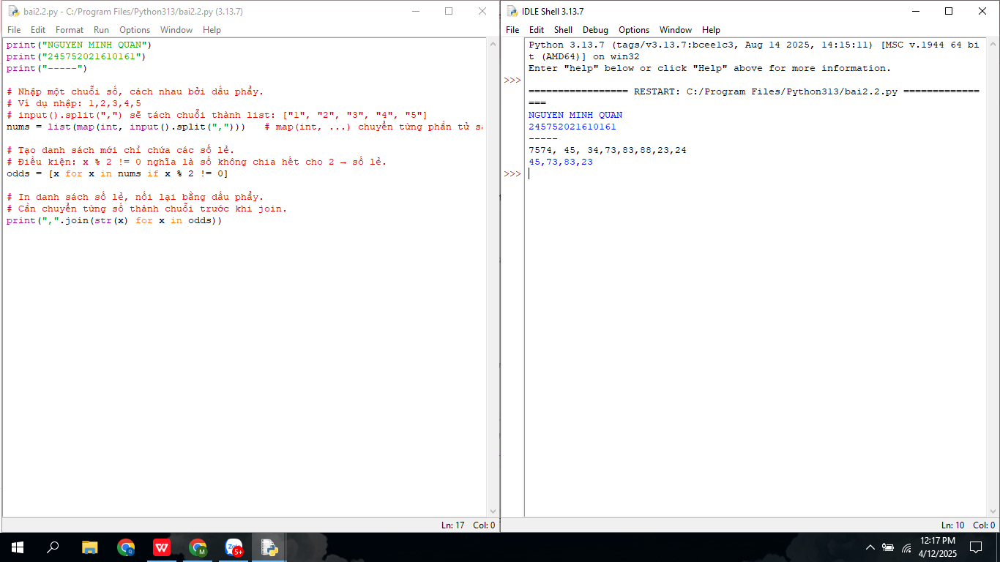 bai2.2.py - C:/Program Files/Python313/bai2.2.py (3.13.7)
File Edit Format Run Options Window Help
print("NGUYEN MINH QUAN")
print("245752021610161")
print("-----")
# Nhập một chuỗi số, cách nhau bởi dấu phẩy.
# Ví dụ nhập: 1,2,3,4,5
# input().split(",") sẽ tách chuỗi thành list: ["1", "2", "3", "4", "5"]
nums = list(map(int, input().split(","))) # map(int, ...) chuyển từng phần tử
# Tạo danh sách mới chỉ chứa các số lẻ.
# Điều kiện: x % 2 != 0 nghĩa là số không chia hết cho 2 → số lẻ.
odds = [x for x in nums if x % 2 != 0]
# In danh sách số lẻ, nối lại bằng dấu phẩy.
# Cần chuyển từng số thành chuỗi trước khi join.
print(",".join(str(x) for x in odds))
Ln: 17 Col: 0
IDLE Shell 3.13.7
File Edit Shell Debug Options Window Help
Python 3.13.7 (tags/v3.13.7:bcee1c3, Aug 14 2025, 14:15:11) [MSC v.1944 64 bi
t (AMD64)] on win32
Enter "help" below or click "Help" above for more information.
>>>
================= RESTART: C:/Program Files/Python313/bai2.2.py =============
===
NGUYEN MINH QUAN
245752021610161
-----
7574, 45, 34,73,83,88,23,24
45,73,83,23
>>>
Ln: 10 Col: 0
5+
12:17 PM
4/12/2025